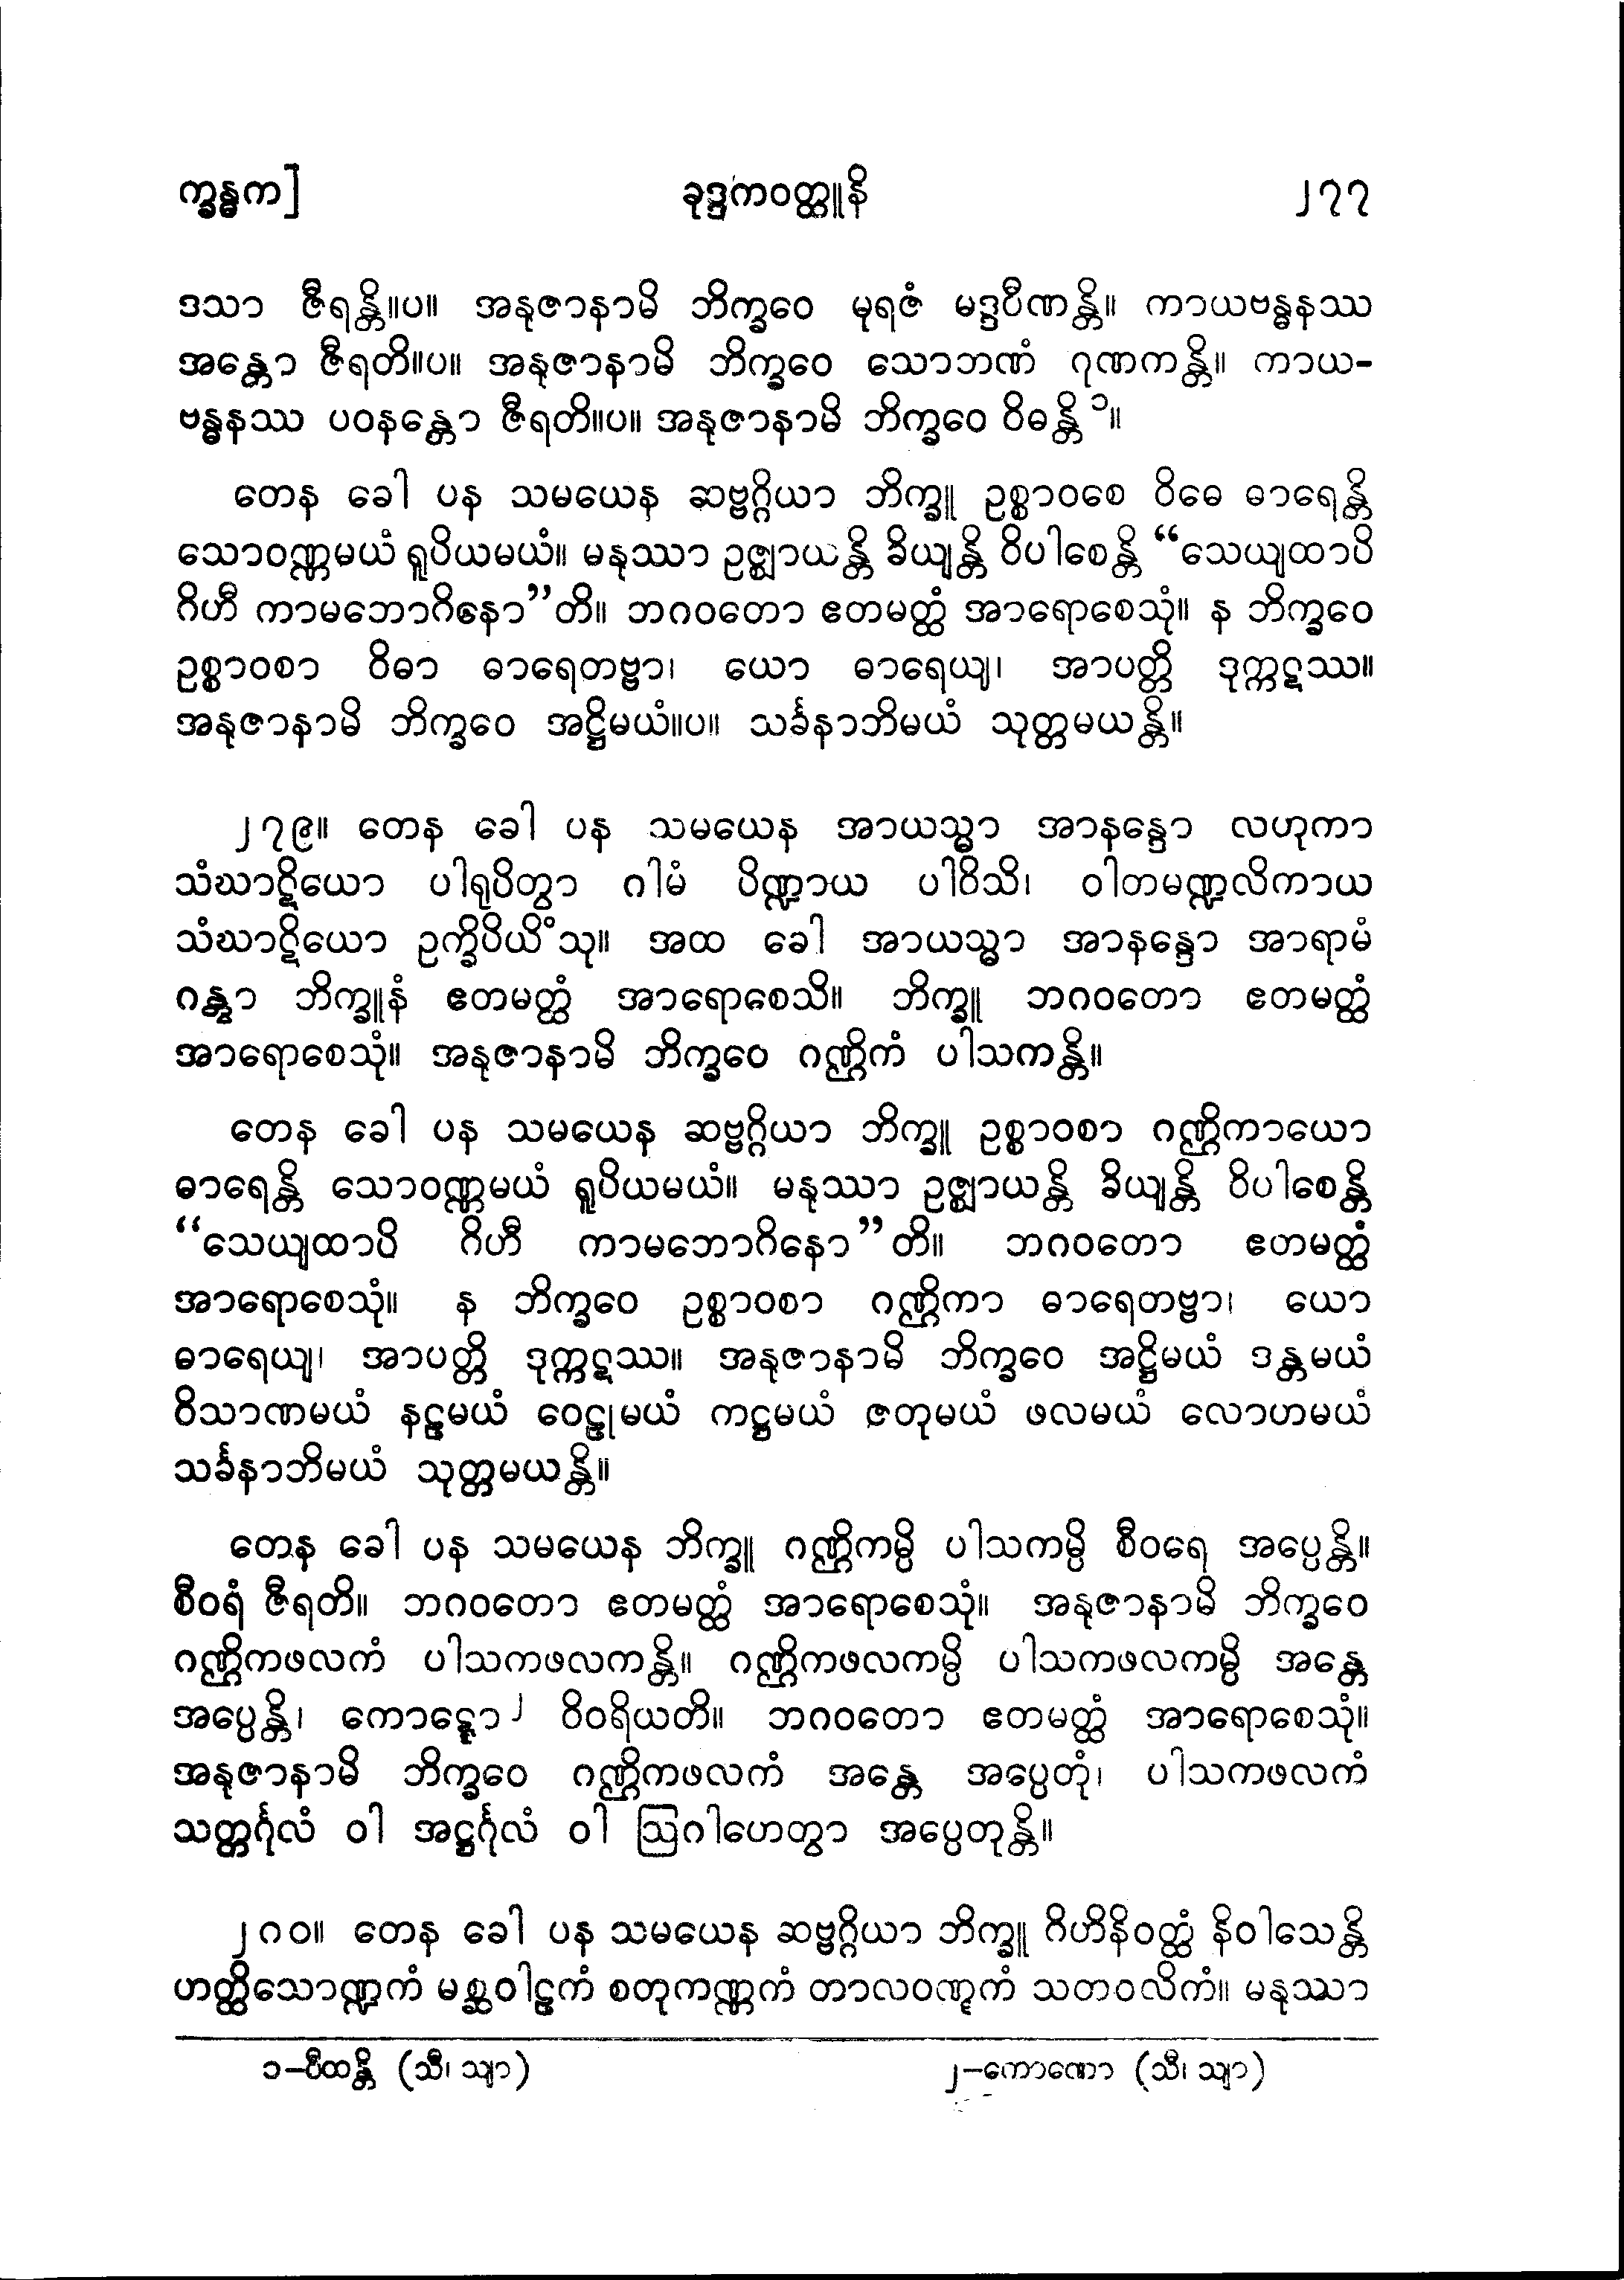 က္ခန္ဓက] ခုဒ္ဒကဝတ္ထူနိ ၂၇၇
ဒသာ ဇီရန္တိ။ပ။ အနုဇာနာမိ ဘိက္ခဝေ မုရဇံ မဒ္ဒဝီဏန္တိ။ ကာယဗန္ဓနဿ
အန္တော ဇီရတိ။ပ။ အနုဇာနာမိ ဘိက္ခဝေ သောဘဏံ ဂုဏကန္တိ။ ကာယ-
ဗန္ဓနဿ ပဝနန္တော ဇီရတိ။ပ။ အနုဇာနာမိ ဘိက္ခဝေ ဝိဓန္တိ ၁။
တေန ခေါ ပန သမယေန ဆဗ္ဗဂ္ဂိယာ ဘိက္ခူ ဥစ္စာဝစေ ဝိဓေ ဓာရေန္တိ
သောဝဏ္ဏမယံ ရူပိယမယံ။ မနုဿာ ဥဇ္ဈာယန္တိ ခိယျန္တိ ဝိပါစေန္တိ “သေယျထာပိ
ဂိဟီ ကာမဘောဂိနော”တိ။ ဘဂဝတော ဧတမတ္ထံ အာရောစေသုံ။ န ဘိက္ခဝေ
ဥစ္စာဝစာ ဝိဓာ ဓာရေတဗ္ဗာ၊ ယော ဓာရေယျ၊ အာပတ္တိ ဒုက္ကဋဿ။
အနုဇာနာမိ ဘိက္ခဝေ အဋ္ဌိမယံ။ပ။ သင်္ခနာဘိမယံ သုတ္တမယန္တိ။
၂၇၉။ တေန ခေါ ပန သမယေန အာယသ္မာ အာနန္ဒော လဟုကာ
သံဃာဋိယော ပါရုပိတွာ ဂါမံ ပိဏ္ဍာယ ပါဝိသိ၊ ဝါတမဏ္ဍလိကာယ
သံဃာဋိယော ဥက္ခိပိယိံသု။ အထ ခေါ အာယသ္မာ အာနန္ဒော အာရာမံ
ဂန္တွာ ဘိက္ခူနံ ဧတမတ္ထံ အာရောစေသိ။ ဘိက္ခူ ဘဂဝတော ဧတမတ္ထံ
အာရောစေသုံ။ အနုဇာနာမိ ဘိက္ခဝေ ဂဏ္ဌိကံ ပါသကန္တိ။
တေန ခေါ ပန သမယေန ဆဗ္ဗဂ္ဂိယာ ဘိက္ခူ ဥစ္စာဝစာ ဂဏ္ဌိကာယော
ဓာရေန္တိ သောဝဏ္ဏမယံ ရူပိယမယံ။ မနုဿာ ဥဇ္ဈာယန္တိ ခိယျန္တိ ဝိပါစေန္တိ
“သေယျထာပိ ဂိဟီ ကာမဘောဂိနော”တိ။ ဘဂဝတော ဧတမတ္ထံ
အာရောစေသုံ။ န ဘိက္ခဝေ ဥစ္စာဝစာ ဂဏ္ဌိကာ ဓာရေတဗ္ဗာ၊ ယော
ဓာရေယျ၊ အာပတ္တိ ဒုက္ကဋဿ။ အနုဇာနာမိ ဘိက္ခဝေ အဋ္ဌိမယံ ဒန္တမယံ
ဝိသာဏမယံ နဠမယံ ဝေဠုမယံ ကဋ္ဌမယံ ဇတုမယံ ဖလမယံ လောဟမယံ
သင်္ခနာဘိမယံ သုတ္တမယန္တိ။
တေန ခေါ ပန သမယေန ဘိက္ခူ ဂဏ္ဌိကမ္ပိ ပါသကမ္ပိ စီဝရေ အပ္ပေန္တိ။
စီဝရံ ဇီရတိ။ ဘဂဝတော ဧတမတ္ထံ အာရောစေသုံ။ အနုဇာနာမိ ဘိက္ခဝေ
ဂဏ္ဌိကဖလကံ ပါသကဖလကန္တိ။ ဂဏ္ဌိကဖလကမ္ပိ ပါသကဖလကမ္ပိ အန္တေ
အပ္ပေန္တိ၊ ကောဋ္ဋော ၂ ဝိဝရိယတိ။ ဘဂဝတော ဧတမတ္ထံ အာရောစေသုံ။
အနုဇာနာမိ ဘိက္ခဝေ ဂဏ္ဌိကဖလကံ အန္တေ အပ္ပေတုံ၊ ပါသကဖလကံ
သတ္တင်္ဂုလံ ဝါ အဋ္ဌင်္ဂုလံ ဝါ ဩဂါဟေတွာ အပ္ပေတုန္တိ။
၂၈၀။ တေန ခေါ ပန သမယေန ဆဗ္ဗဂ္ဂိယာ ဘိက္ခူ ဂိဟိနိဝတ္ထံ နိဝါသေန္တိ
ဟတ္ထိသောဏ္ဍကံ မစ္ဆဝါဠကံ စတုကဏ္ဏကံ တာလဝဏ္ဋကံ သတဝလိကံ။ မနုဿာ
၁-ဝီထန္တိ (သီ၊ သျာ) ၂-ကောဏော (သီ၊ သျာ)